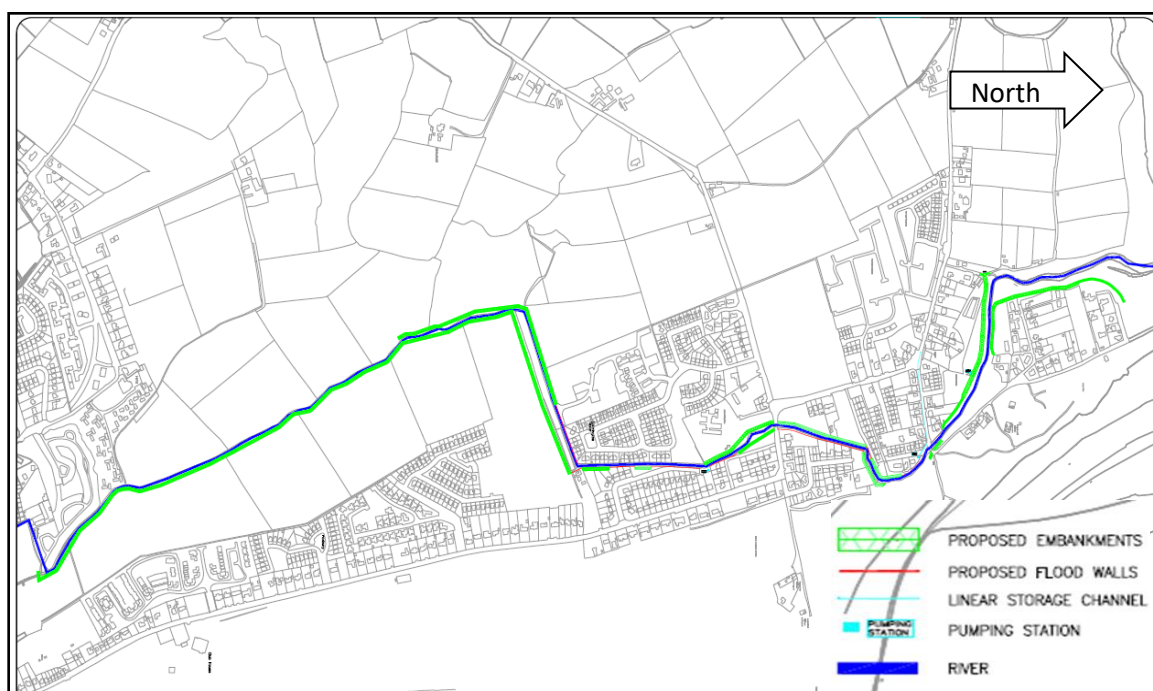 North
PROPOSED EMBANKMENTS
PROPOSED FLOOD WALLS
LINEAR STORAGE CHANNEL
PUMPING
STATION
PUMPING STATION
RIVER